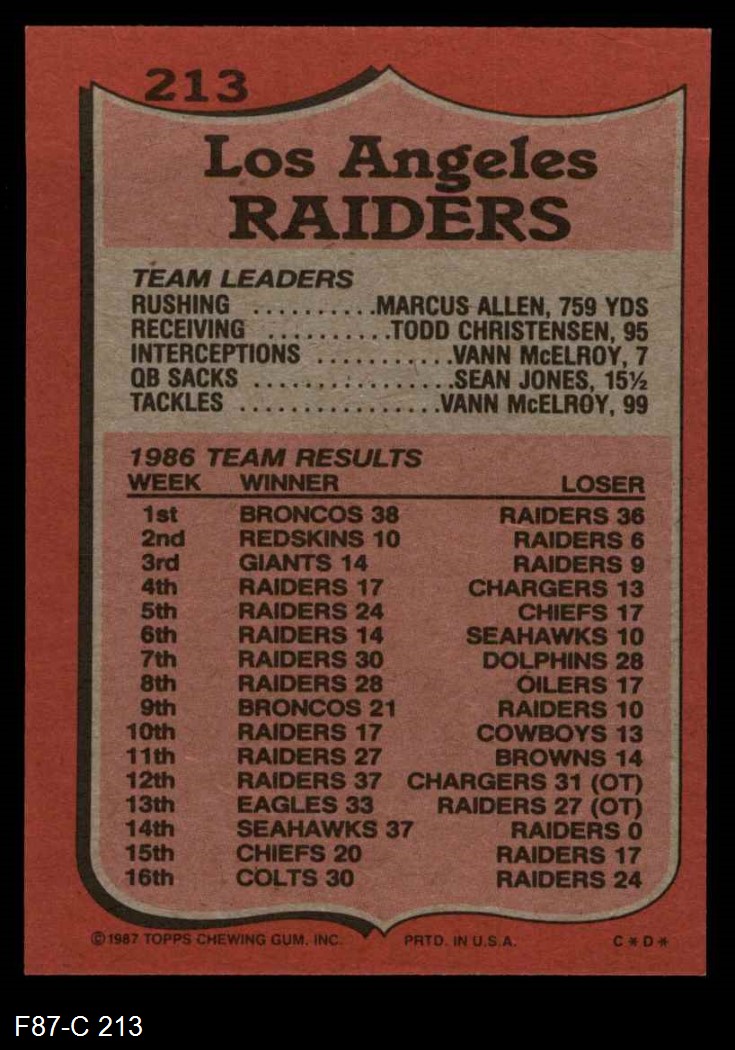 213
Los Angeles
RAIDERS
TEAM LEADERS
RUSHING ..........MARCUS ALLEN, 759 YDS
RECEIVING ..........TODD CHRISTENSEN, 95
INTERCEPTIONS ...........VANN McELROY, 7
QB SACKS ................SEAN JONES, 15½
TACKLES ................VANN McELROY, 99
1986 TEAM RESULTS
WEEK WINNER LOSER
1st BRONCOS 38 RAIDERS 36
2nd REDSKINS 10 RAIDERS 6
3rd GIANTS 14 RAIDERS 9
4th RAIDERS 17 CHARGERS 13
5th RAIDERS 24 CHIEFS 17
6th RAIDERS 14 SEAHAWKS 10
7th RAIDERS 30 DOLPHINS 28
8th RAIDERS 28 OILERS 17
9th BRONCOS 21 RAIDERS 10
10th RAIDERS 17 COWBOYS 13
11th RAIDERS 27 BROWNS 14
12th RAIDERS 37 CHARGERS 31 (OT)
13th EAGLES 33 RAIDERS 27 (OT)
14th SEAHAWKS 37 RAIDERS 0
15th CHIEFS 20 RAIDERS 17
16th COLTS 30 RAIDERS 24
© 1987 TOPPS CHEWING GUM, INC. PRTD. IN U.S.A. C * D *
F87-C 213